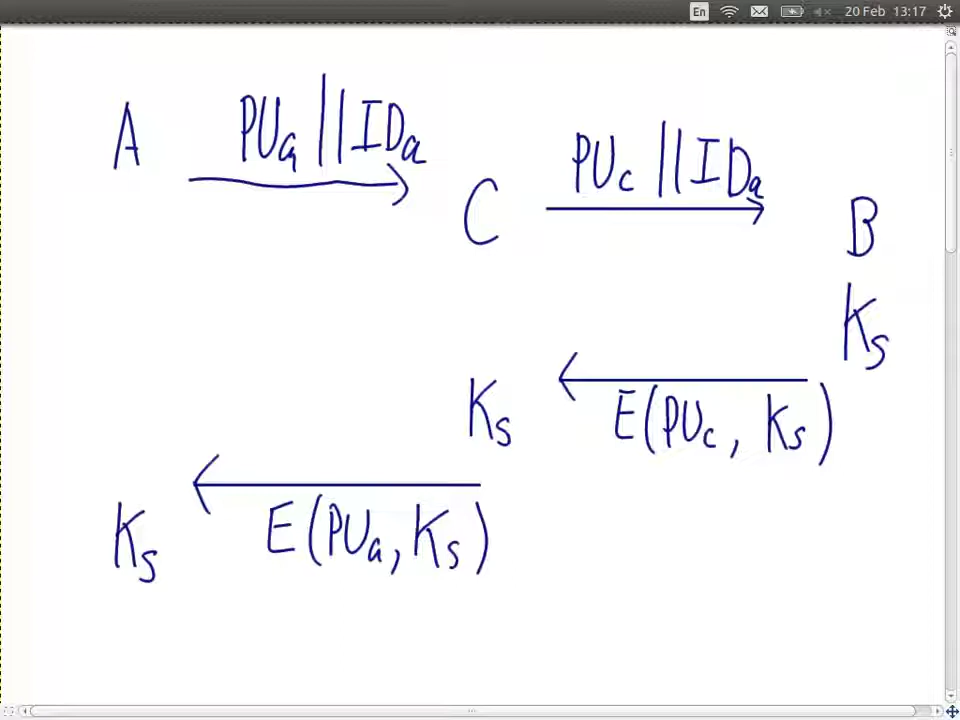 En 20 Feb 13:17
A PUa || IDa
C PUc || IDa
B
Ks
Ks E(PUc, Ks)
Ks E(PUa, Ks)